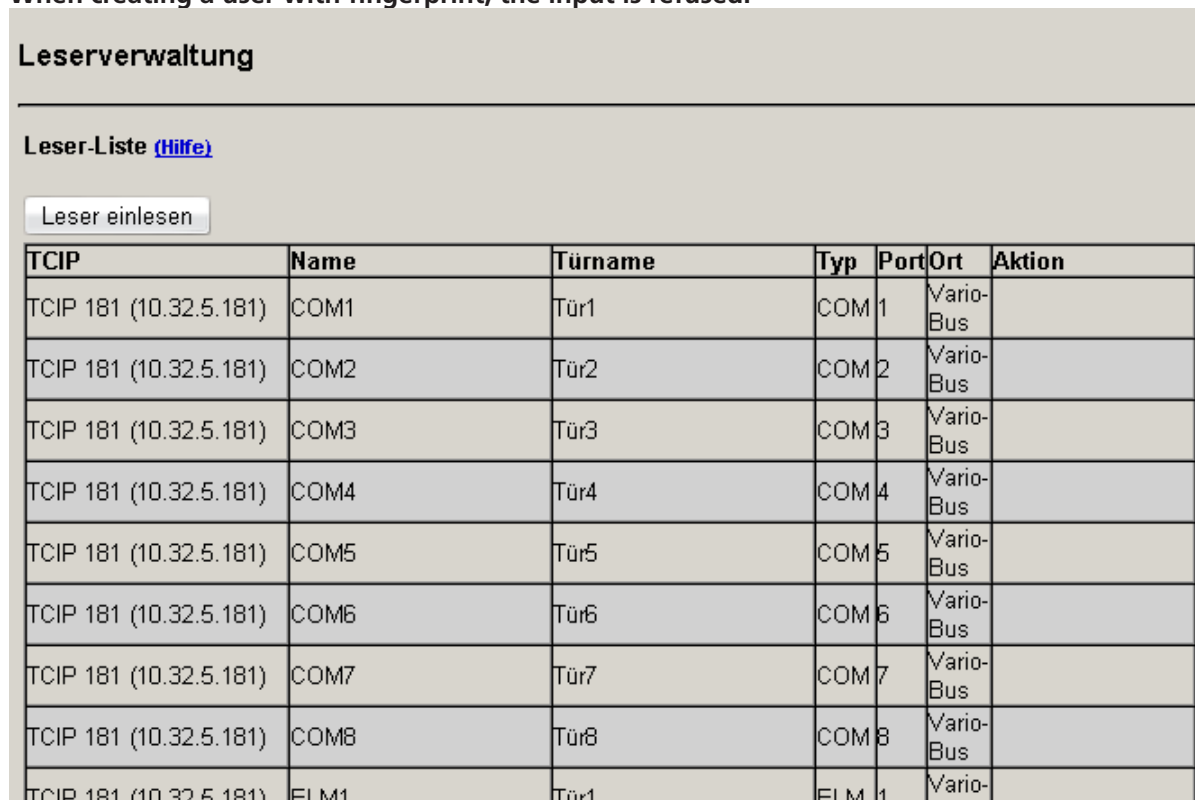 When creating a user with fingerprint, the input is refused.
Leserverwaltung
Leser-Liste (Hilfe)
Leser einlesen
TCIP Name Türname Typ Port Ort Aktion
TCIP 181 (10.32.5.181) COM1 Tür1 COM 1 Vario-
Bus
TCIP 181 (10.32.5.181) COM2 Tür2 COM 2 Vario-
Bus
TCIP 181 (10.32.5.181) COM3 Tür3 COM 3 Vario-
Bus
TCIP 181 (10.32.5.181) COM4 Tür4 COM 4 Vario-
Bus
TCIP 181 (10.32.5.181) COM5 Tür5 COM 5 Vario-
Bus
TCIP 181 (10.32.5.181) COM6 Tür6 COM 6 Vario-
Bus
TCIP 181 (10.32.5.181) COM7 Tür7 COM 7 Vario-
Bus
TCIP 181 (10.32.5.181) COM8 Tür8 COM 8 Vario-
Bus
TCIP 181 (10.32.5.181) ELM1 Tür1 ELM 1 Vario-